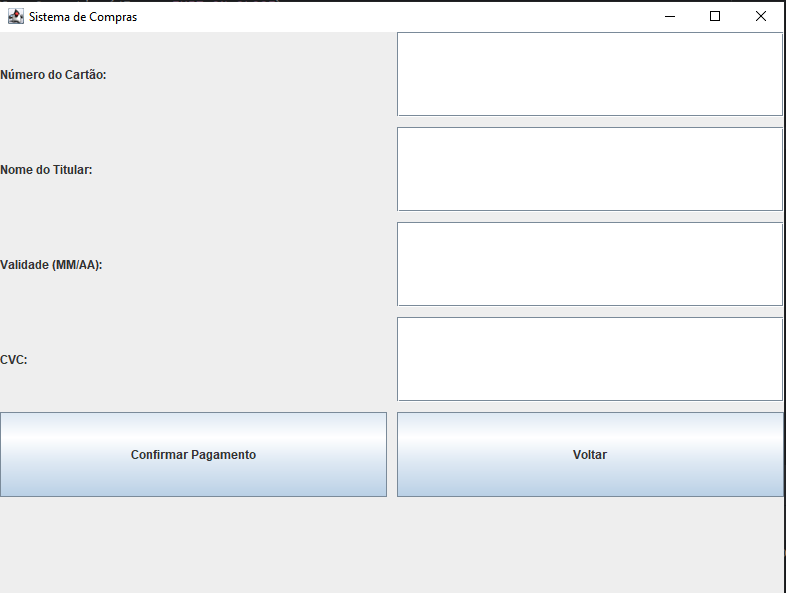 Sistema de Compras
Número do Cartão:
Nome do Titular:
Validade (MM/AA):
CVC:
Confirmar Pagamento
Voltar